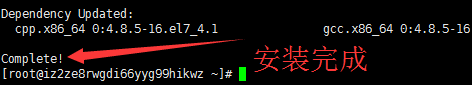 Dependency Updated:
cpp.x86_64 0:4.8.5-16.el7_4.1 gcc.x86_64 0:4.8.5-16
Complete!
安装完成
[root@iz2ze8rwgdi66yyg99hikwz ~]#